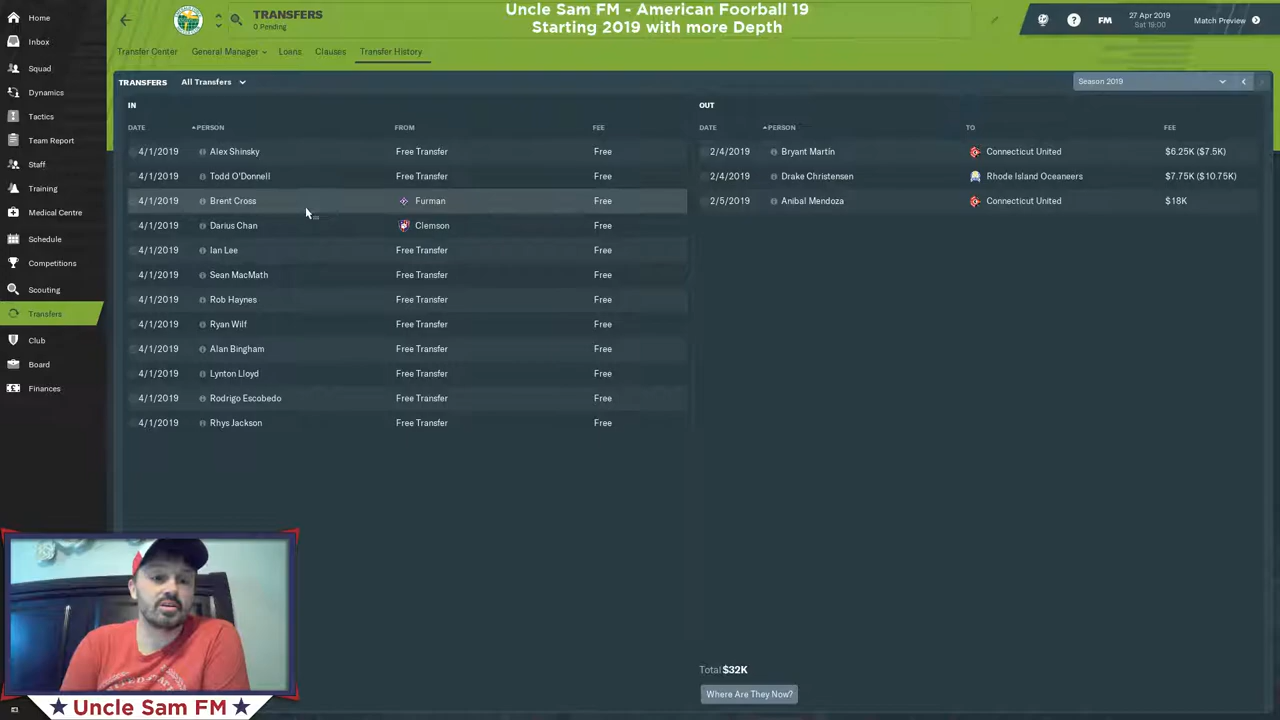 Uncle Sam FM - American Foorball 19
Starting 2019 with more Depth
TRANSFERS
0 Pending
FM
27 Apr 2019
Sat 19:00
Match Preview
Home
Inbox
Squad
Dynamics
Tactics
Team Report
Staff
Training
Medical Centre
Schedule
Competitions
Scouting
Transfers
Club
Board
Finances
Transfer Center General Manager Loans Clauses Transfer History
TRANSFERS All Transfers Season 2019
IN
DATE PERSON FROM FEE
4/1/2019 Alex Shinsky Free Transfer Free
4/1/2019 Todd O'Donnell Free Transfer Free
4/1/2019 Brent Cross Furman Free
4/1/2019 Darius Chan Clemson Free
4/1/2019 Ian Lee Free Transfer Free
4/1/2019 Sean MacMath Free Transfer Free
4/1/2019 Rob Haynes Free Transfer Free
4/1/2019 Ryan Wilf Free Transfer Free
4/1/2019 Alan Bingham Free Transfer Free
4/1/2019 Lynton Lloyd Free Transfer Free
4/1/2019 Rodrigo Escobedo Free Transfer Free
4/1/2019 Rhys Jackson Free Transfer Free
OUT
DATE PERSON TO FEE
2/4/2019 Bryant Martín Connecticut United $6.25K ($7.5K)
2/4/2019 Drake Christensen Rhode Island Oceaneers $7.75K ($10.75K)
2/5/2019 Anibal Mendoza Connecticut United $18K
Total $32K
Where Are They Now?
Uncle Sam FM